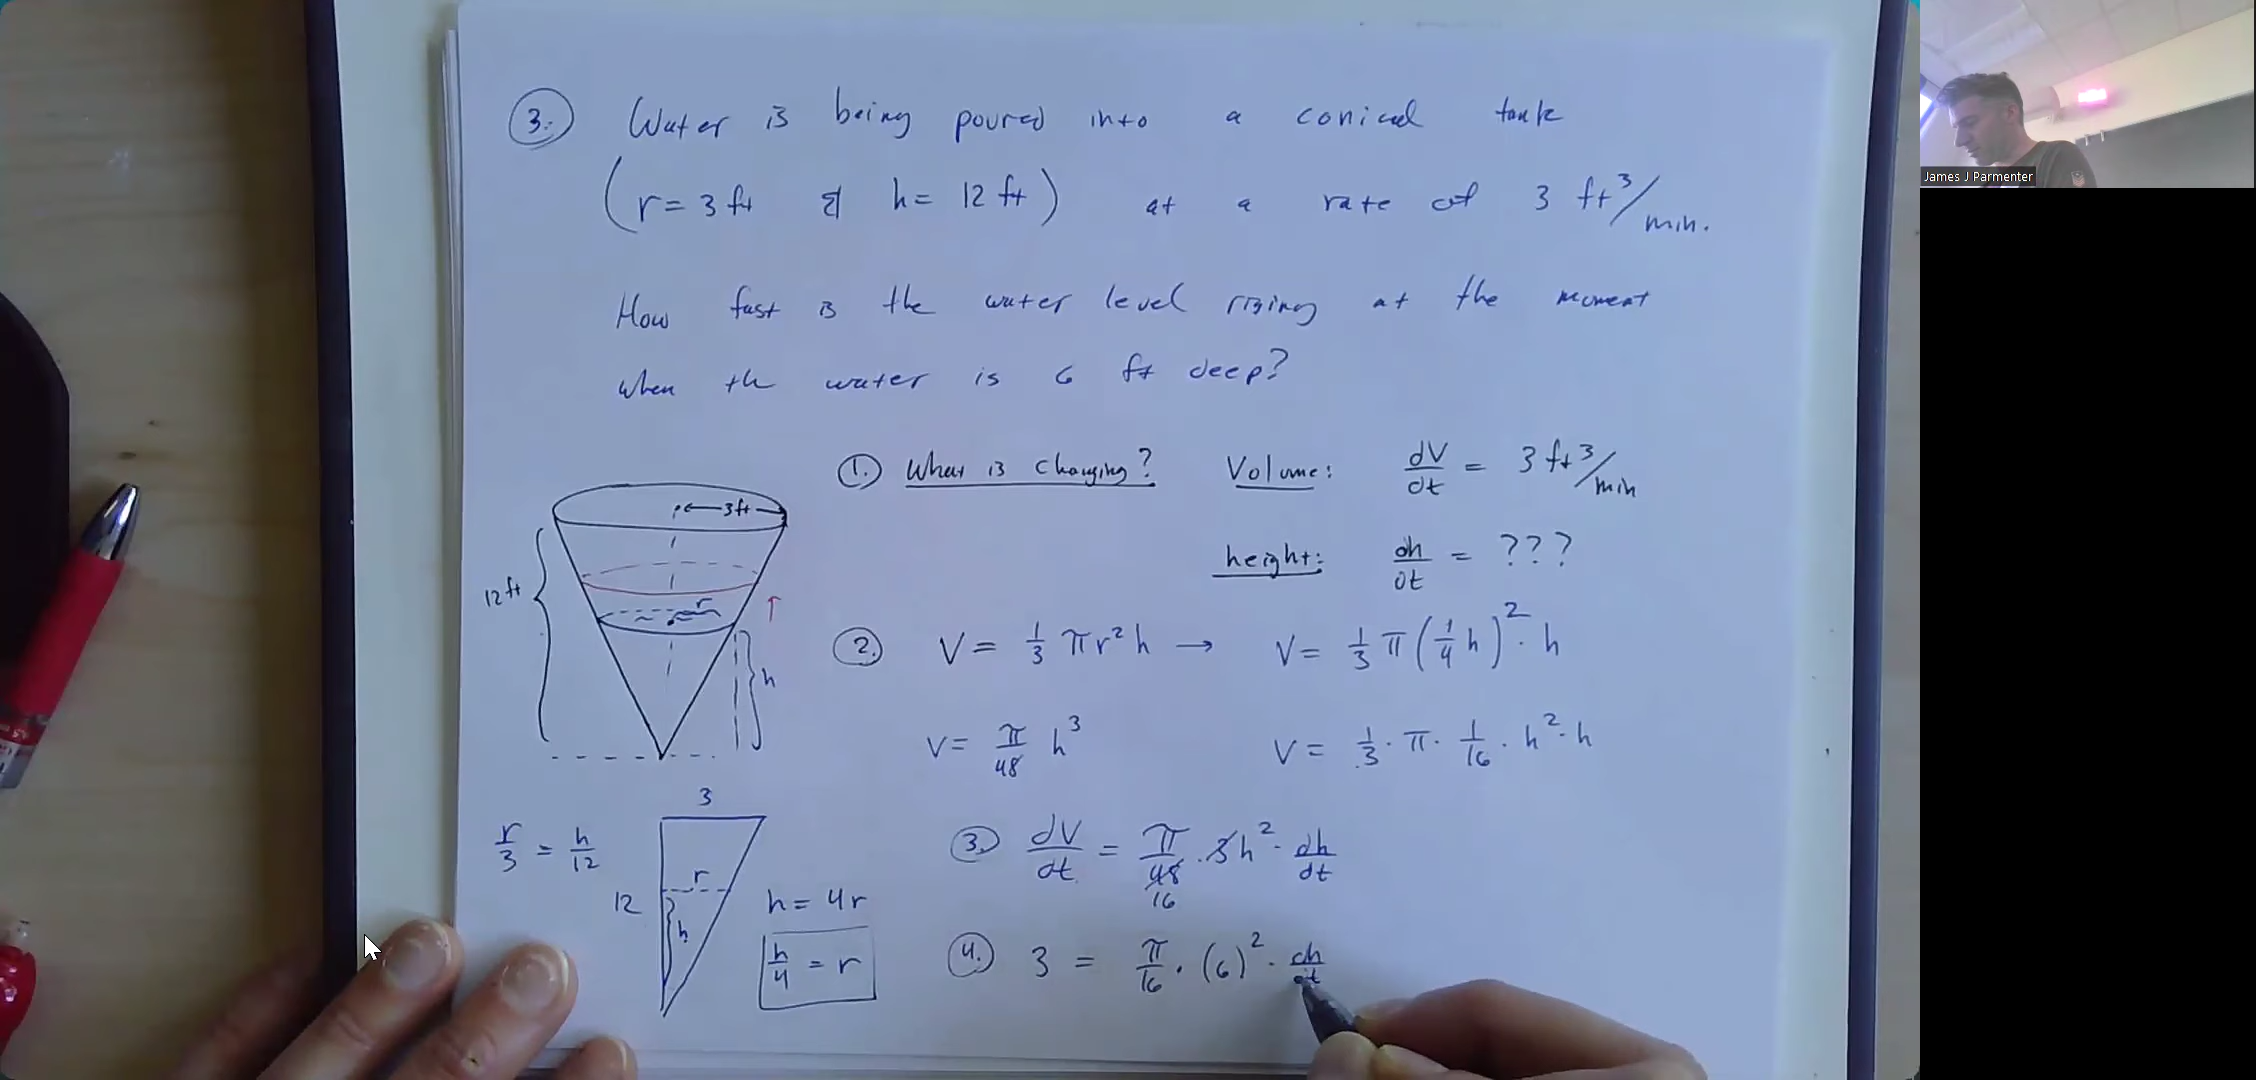 3. Water is being poured into a conical tank
(r = 3 ft & h = 12 ft) at a rate of 3 ft³/min.
How fast is the water level rising at the moment
when the water is 6 ft deep?
1. What is changing? Volume: dV/dt = 3 ft³/min
height: dh/dt = ???
3 ft
12 ft
r
h
2. V = 1/3 πr²h → V = 1/3 π(1/4 h)² · h
V = π/48 h³ V = 1/3 · π · 1/16 · h² · h
r/3 = h/12
3
12
r
h
h = 4r
h/4 = r
3. dV/dt = π/48 · 3h² · dh/dt
16
4. 3 = π/16 · (6)² · dh/dt
James J Parmenter